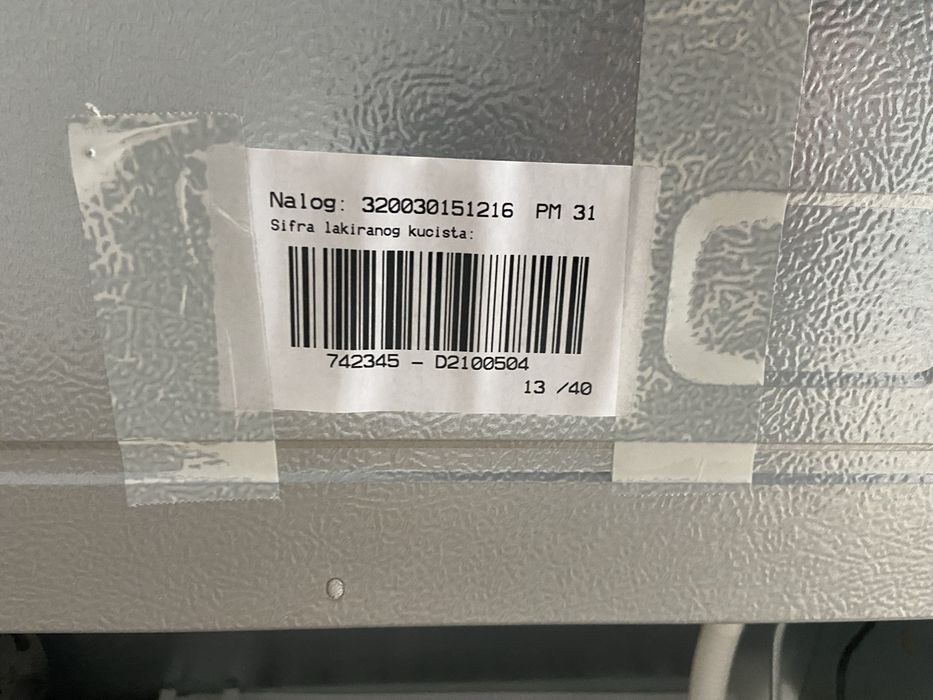 Nalog: 320030151216 PM 31
Sifra lakiranog kucista:
742345 - D2100504
13 /40